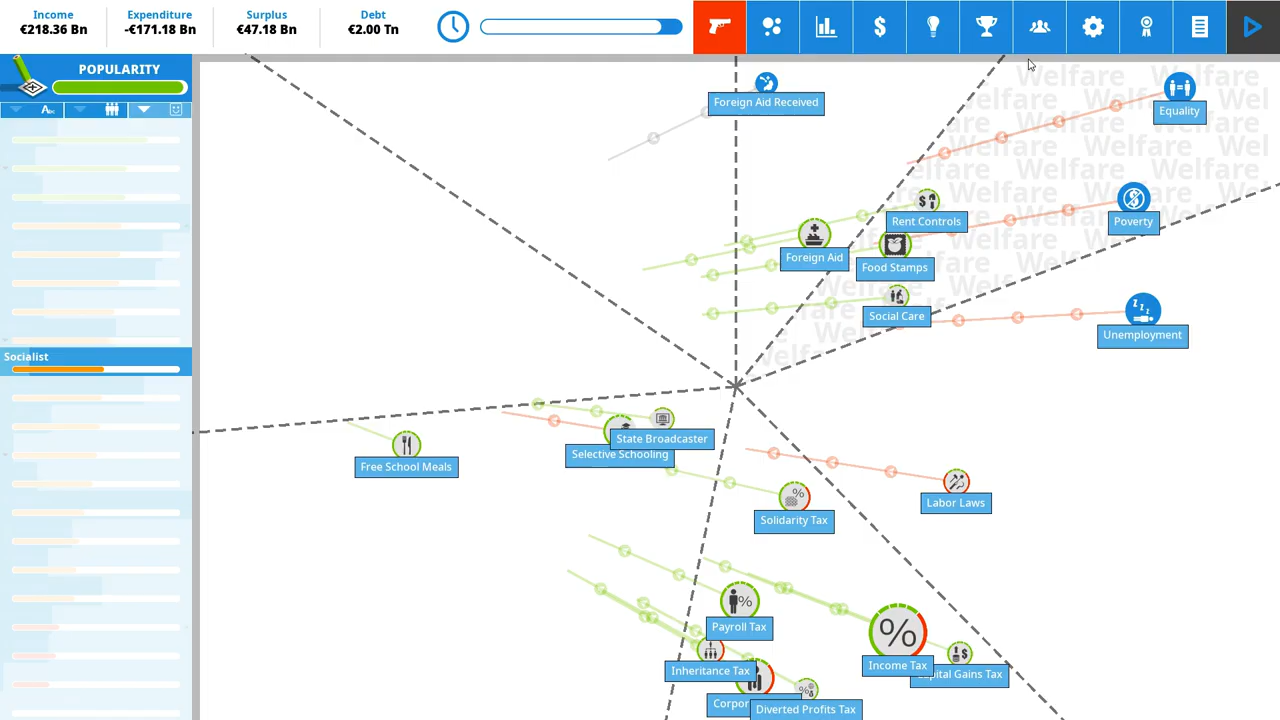 Income
Expenditure
Surplus
Debt
€218.36 Bn
-€171.18 Bn
€47.18 Bn
€2.00 Tn
POPULARITY
Socialist
Welfare Welfare
Foreign Aid Received
Equality
Rent Controls
Poverty
Foreign Aid
Food Stamps
Social Care
Unemployment
State Broadcaster
Selective Schooling
Free School Meals
Labor Laws
Solidarity Tax
Payroll Tax
Inheritance Tax
Income Tax
Gains Tax
Diverted Profits Tax